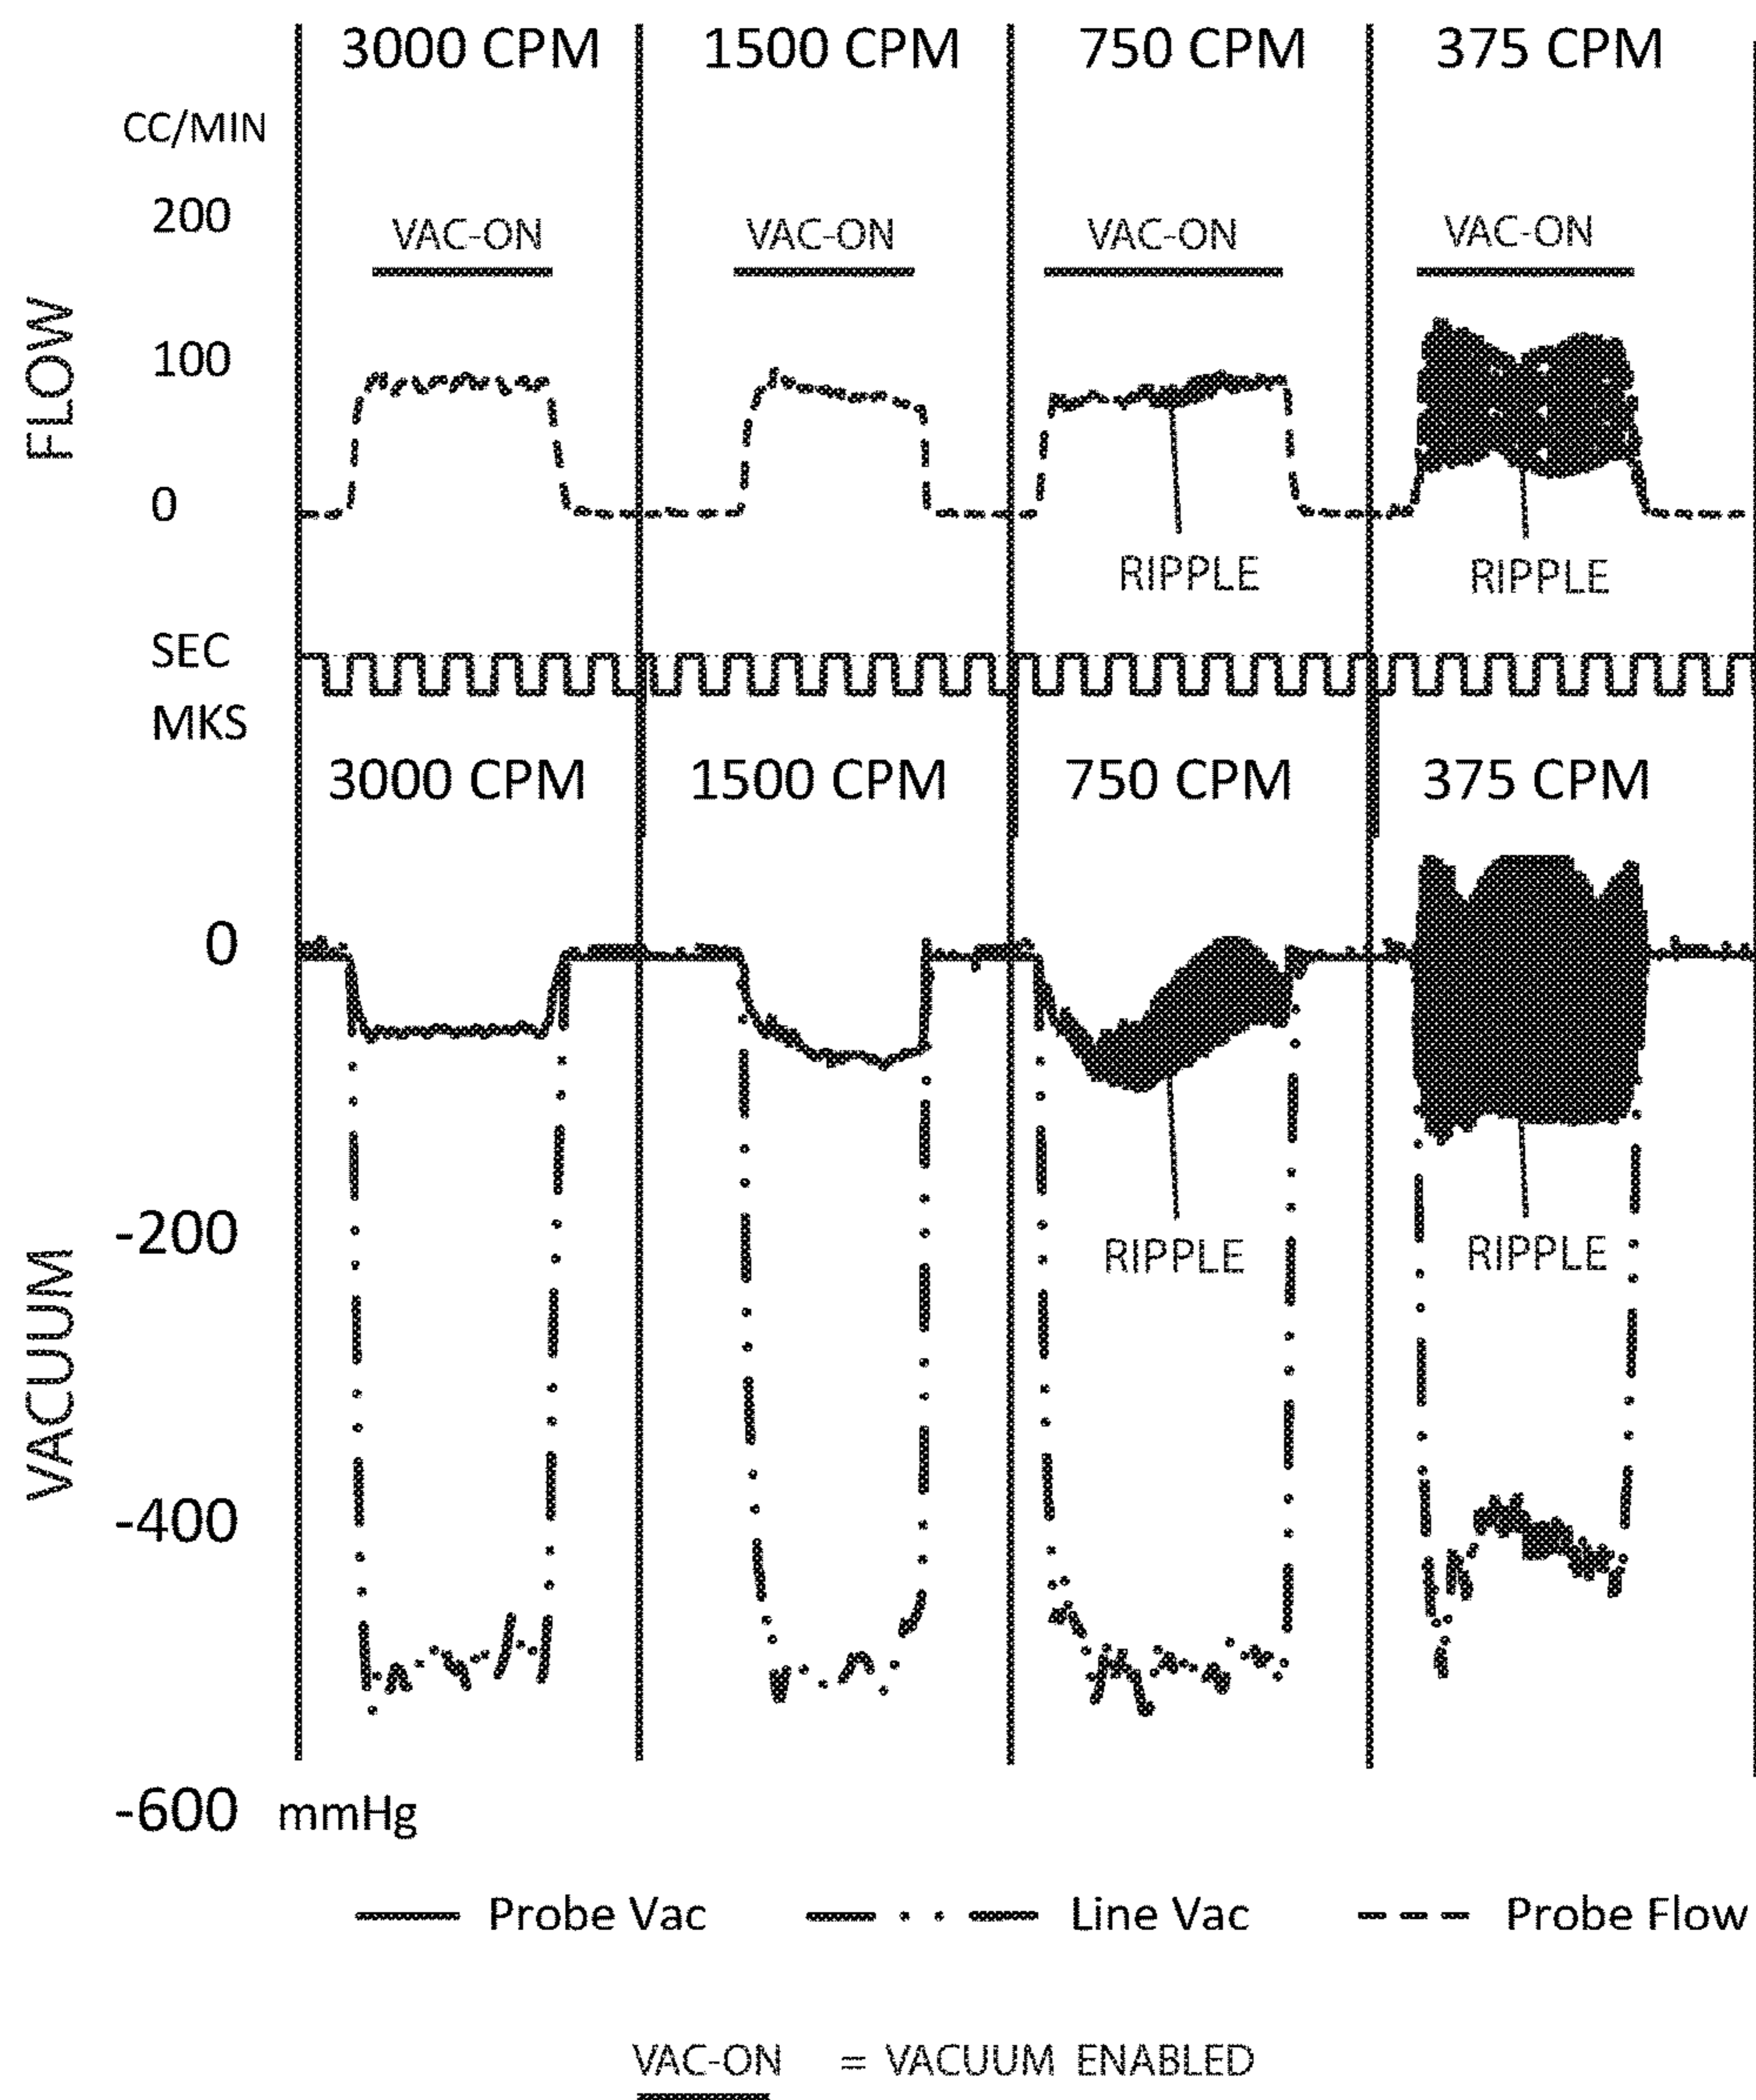 3000 CPM 1500 CPM 750 CPM 375 CPM
CC/MIN
200
VAC-ON VAC-ON VAC-ON VAC-ON
FLOW
100
0
RIPPLE RIPPLE
SEC
MKS
3000 CPM 1500 CPM 750 CPM 375 CPM
0
-200
RIPPLE RIPPLE
VACUUM
-400
-600 mmHg
Probe Vac Line Vac Probe Flow
VAC-ON = VACUUM ENABLED